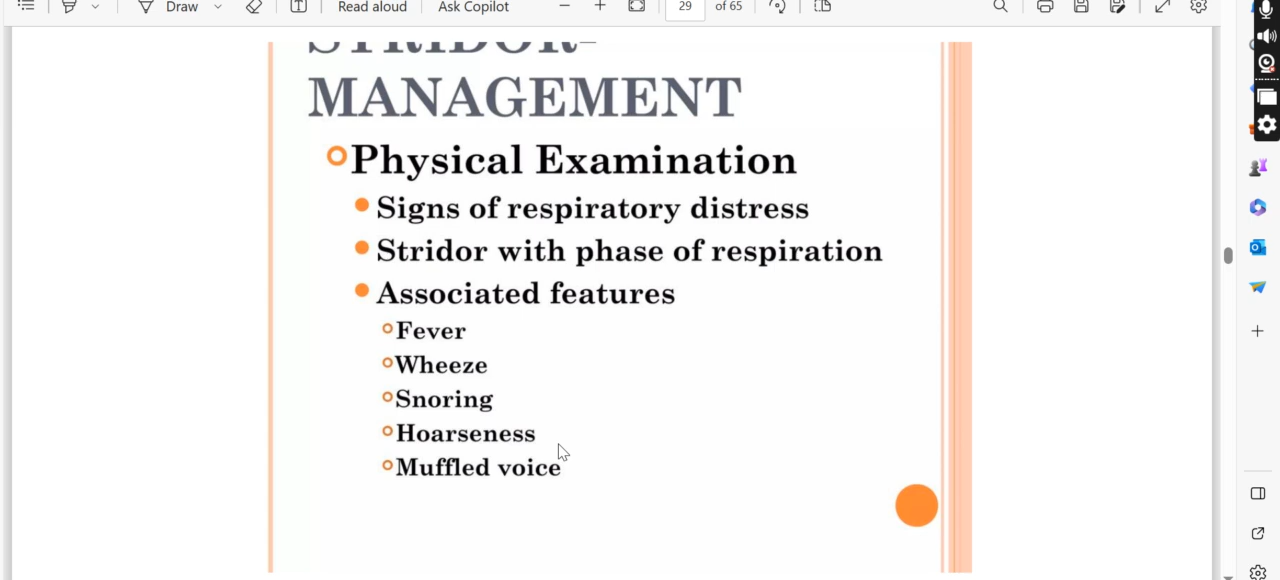 Draw
Read aloud
Ask Copilot
29
of 65
STRIDOR-
MANAGEMENT
Physical Examination
Signs of respiratory distress
Stridor with phase of respiration
Associated features
Fever
Wheeze
Snoring
Hoarseness
Muffled voice